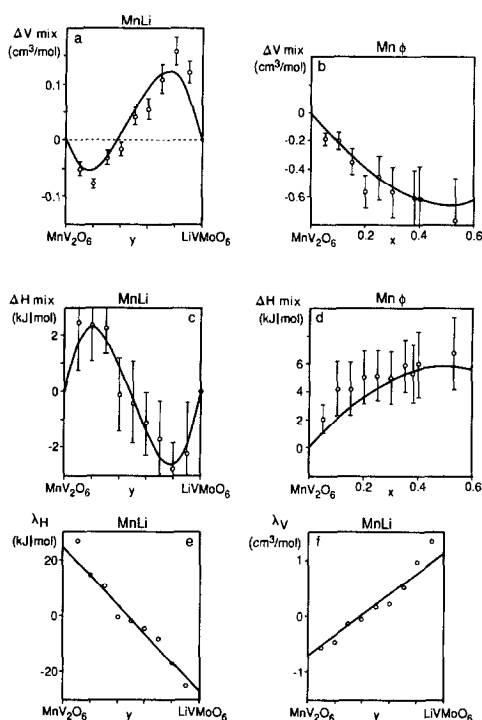 MnLi
ΔV mix
(cm³/mol)
a
0.1
0
-0.1
MnV₂O₆
y
LiVMoO₆
Mn ϕ
ΔV mix
(cm³/mol)
b
0
-0.2
-0.4
-0.6
MnV₂O₆
0.2
0.4
0.6
x
MnLi
ΔH mix
(kJ|mol)
c
2
0
-2
MnV₂O₆
y
LiVMoO₆
Mn ϕ
ΔH mix
(kJ|mol)
d
6
4
2
0
MnV₂O₆
0.2
0.4
0.6
x
MnLi
λH
(kJ|mol)
e
20
0
-20
MnV₂O₆
y
LiVMoO₆
MnLi
λV
(cm³/mol)
f
1
0
-1
MnV₂O₆
y
LiVMoO₆